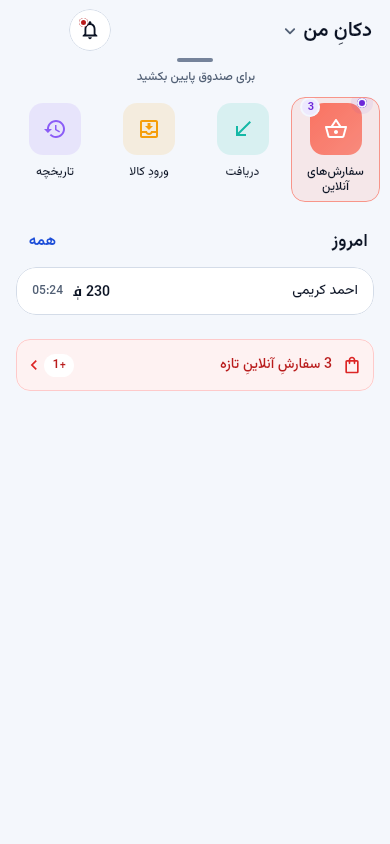 دکانِ من
برای صندوق پایین بکشید
3
سفارش‌های
آنلاین
دریافت
ورودِ کالا
تاریخچه
امروز
همه
احمد کریمی
230 ؋
05:24
3 سفارشِ آنلاینِ تازه
+1